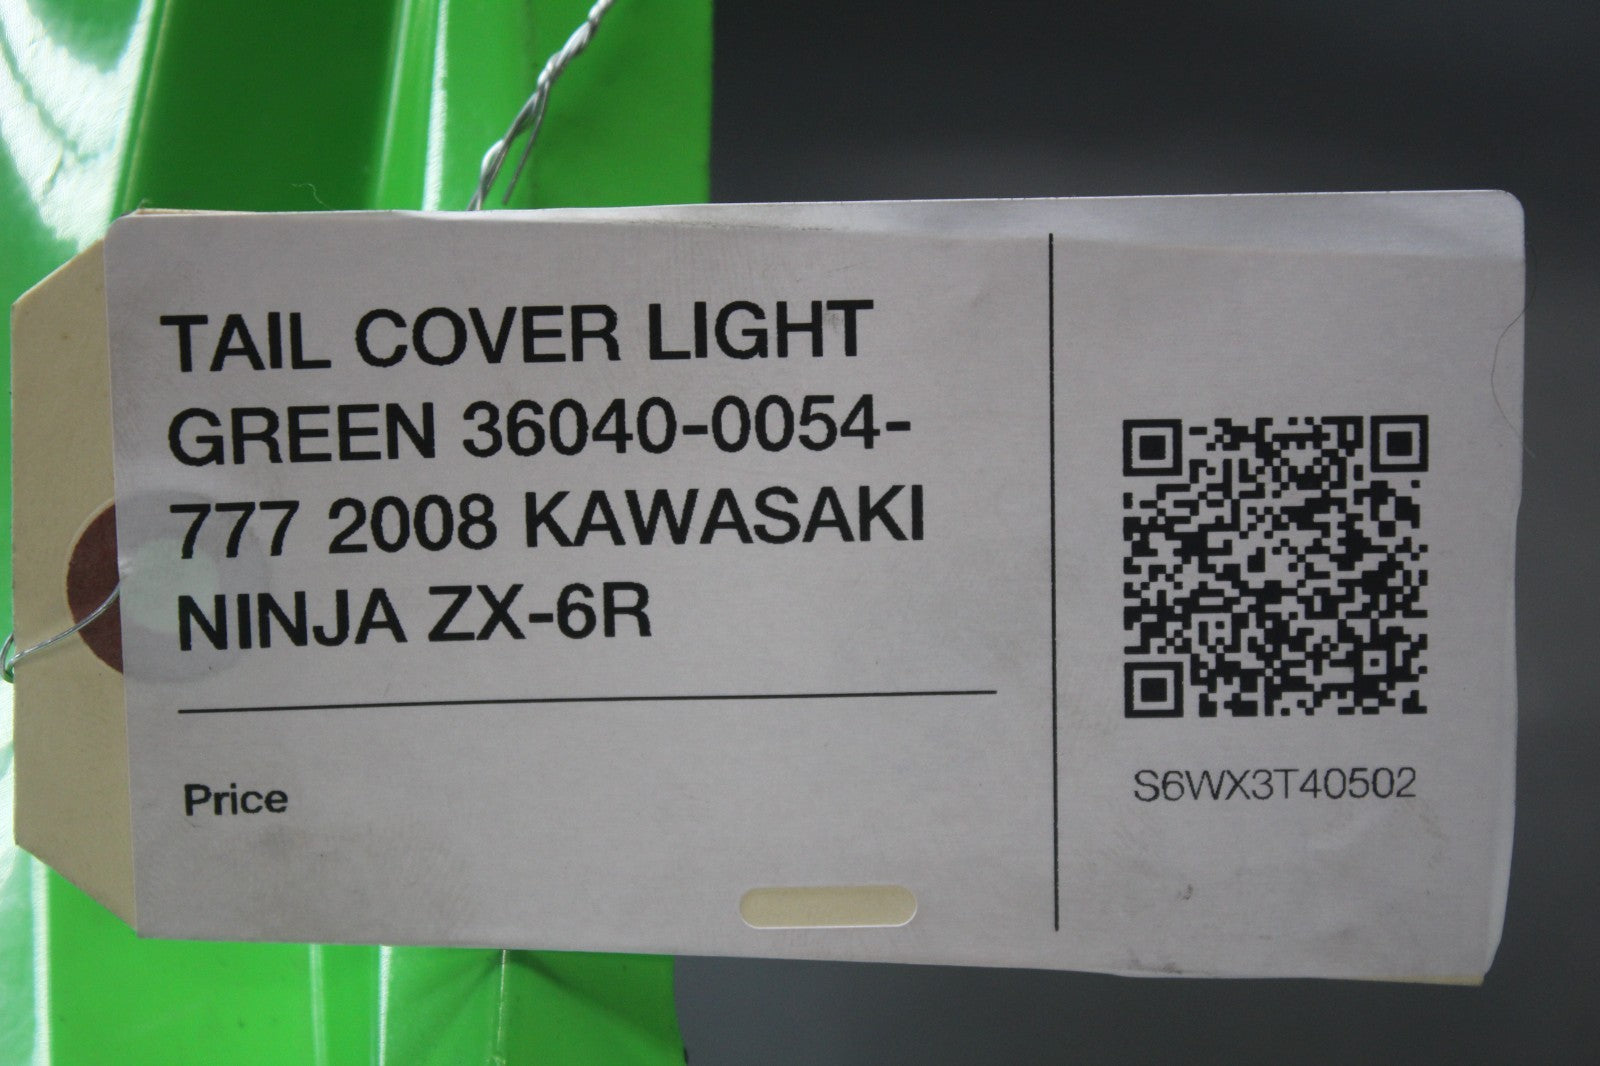 TAIL COVER LIGHT
GREEN 36040-0054-
777 2008 KAWASAKI
NINJA ZX-6R
Price
S6WX3T40502